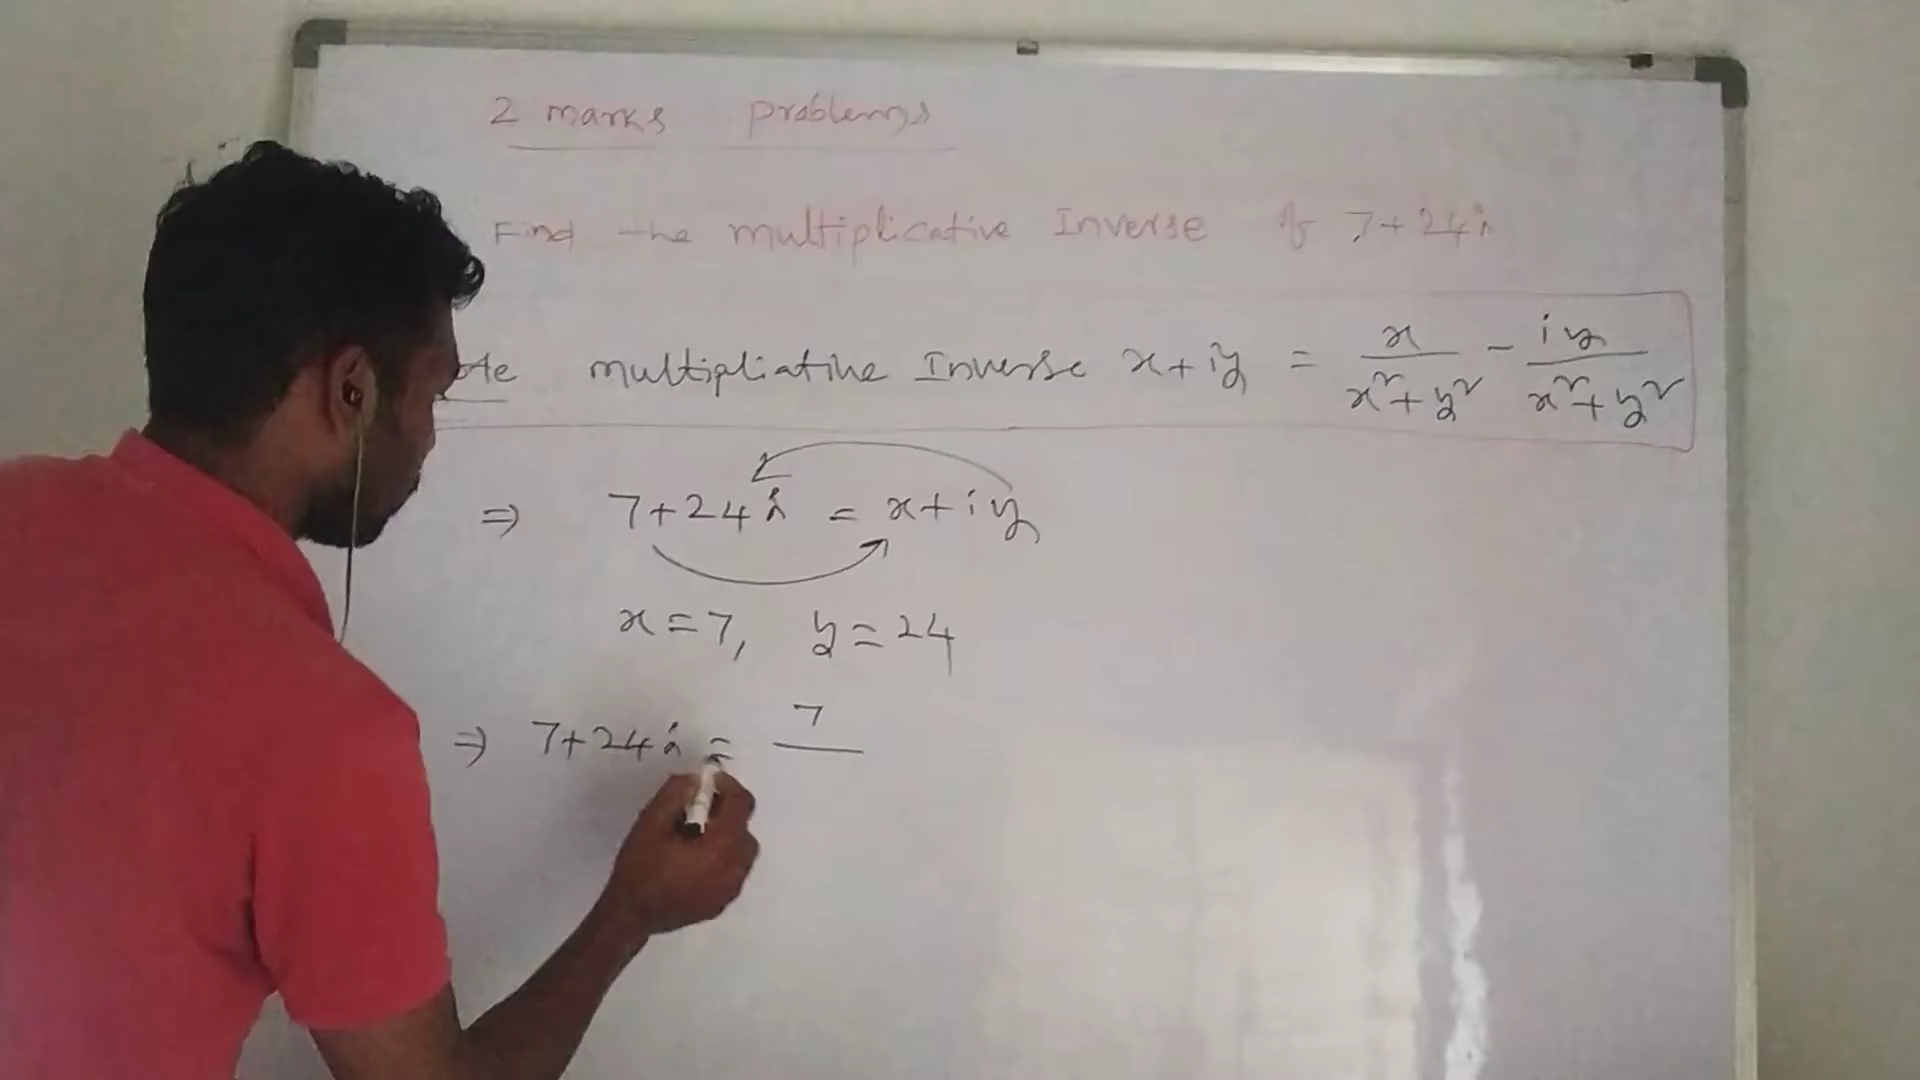 2 marks problems
Find the multiplicative Inverse of 7+24i
multipliative Inverse x+iy = x/(x²+y²) - iy/(x²+y²)
⇒ 7+24i = x+iy
x=7, y=24
⇒ 7+24i = 7/